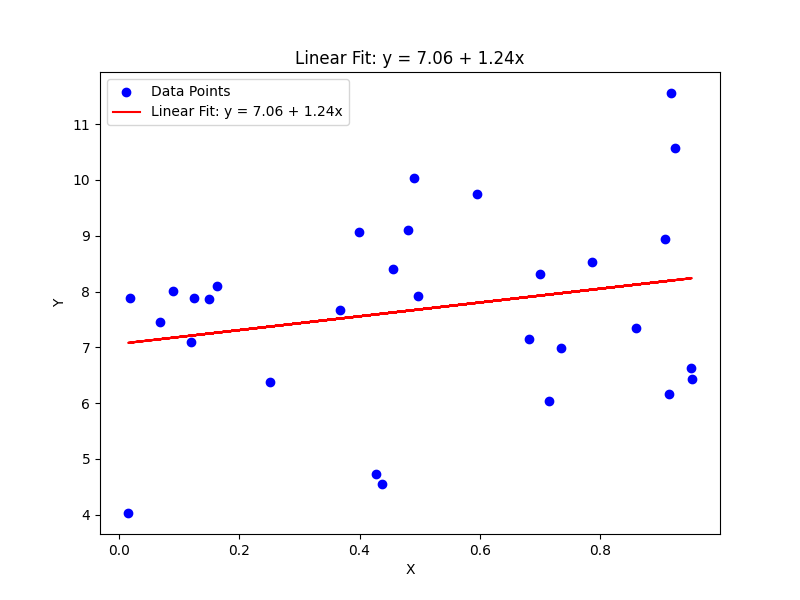 Linear Fit: y = 7.06 + 1.24x
Data Points
Linear Fit: y = 7.06 + 1.24x
11
10
9
8
7
6
5
4
Y
0.0 0.2 0.4 0.6 0.8
X